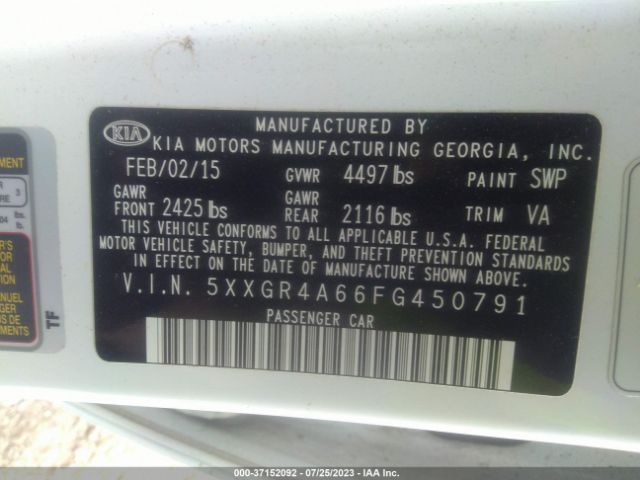 MANUFACTURED BY
KIA KIA MOTORS MANUFACTURING GEORGIA, INC.
FEB/02/15 GVWR 4497 lbs PAINT SWP
GAWR FRONT 2425 lbs GAWR REAR 2116 lbs TRIM VA
THIS VEHICLE CONFORMS TO ALL APPLICABLE U.S.A. FEDERAL
MOTOR VEHICLE SAFETY, BUMPER, AND THEFT PREVENTION STANDARDS
IN EFFECT ON THE DATE OF MANUFACTURE SHOWN ABOVE.
V.I.N. 5XXGR4A66FG450791
PASSENGER CAR
TF
000-37152092 - 07/25/2023 - IAA Inc.